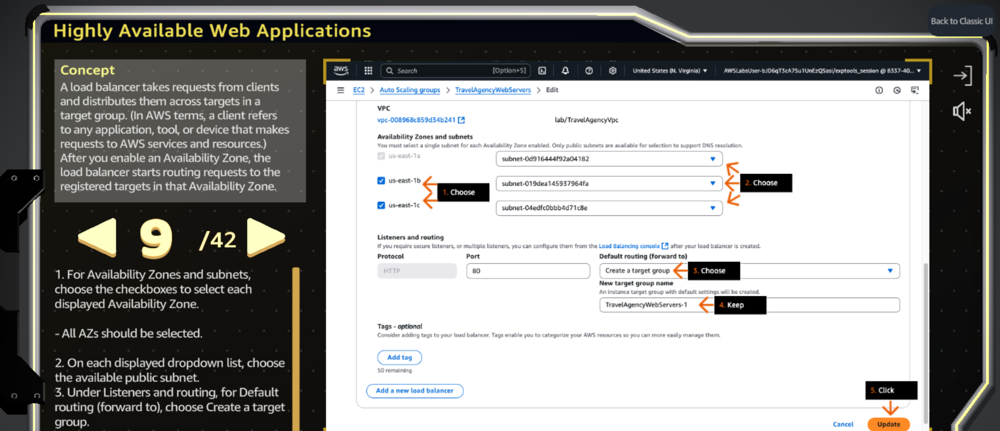 Back to Classic UI
Highly Available Web Applications
Concept
A load balancer takes requests from clients
and distributes them across targets in a
target group. (In AWS terms, a client refers
to any application, tool, or device that makes
requests to AWS services and resources.)
After you enable an Availability Zone, the
load balancer starts routing requests to the
registered targets in that Availability Zone.
9 /42
1. For Availability Zones and subnets,
choose the checkboxes to select each
displayed Availability Zone.
- All AZs should be selected.
2. On each displayed dropdown list, choose
the available public subnet.
3. Under Listeners and routing, for Default
routing (forward to), choose Create a target
group.
aws Search [Option+S] United States (N. Virginia) AWSLabsUser-bJD6qT3cA75u1UnEzQSasi/exptools_session @ 8337-40...
EC2 > Auto Scaling groups > TravelAgencyWebServers > Edit
VPC
vpc-008968c859d34b241 lab/TravelAgencyVpc
Availability Zones and subnets
You must select a single subnet for each Availability Zone enabled. Only public subnets are available for selection to support DNS resolution.
us-east-1a subnet-0d916444f92a04182
us-east-1b subnet-019dea145937964fa
1. Choose 2. Choose
us-east-1c subnet-04edfc0bbb4d71c8e
Listeners and routing
If you require secure listeners, or multiple listeners, you can configure them from the Load Balancing console after your load balancer is created.
Protocol Port Default routing (forward to)
HTTP 80 Create a target group 3. Choose
New target group name
An instance target group with default settings will be created.
TravelAgencyWebServers-1 4. Keep
Tags - optional
Consider adding tags to your load balancer. Tags enable you to categorize your AWS resources so you can more easily manage them.
Add tag
50 remaining
Add a new load balancer
5. Click
Cancel Update